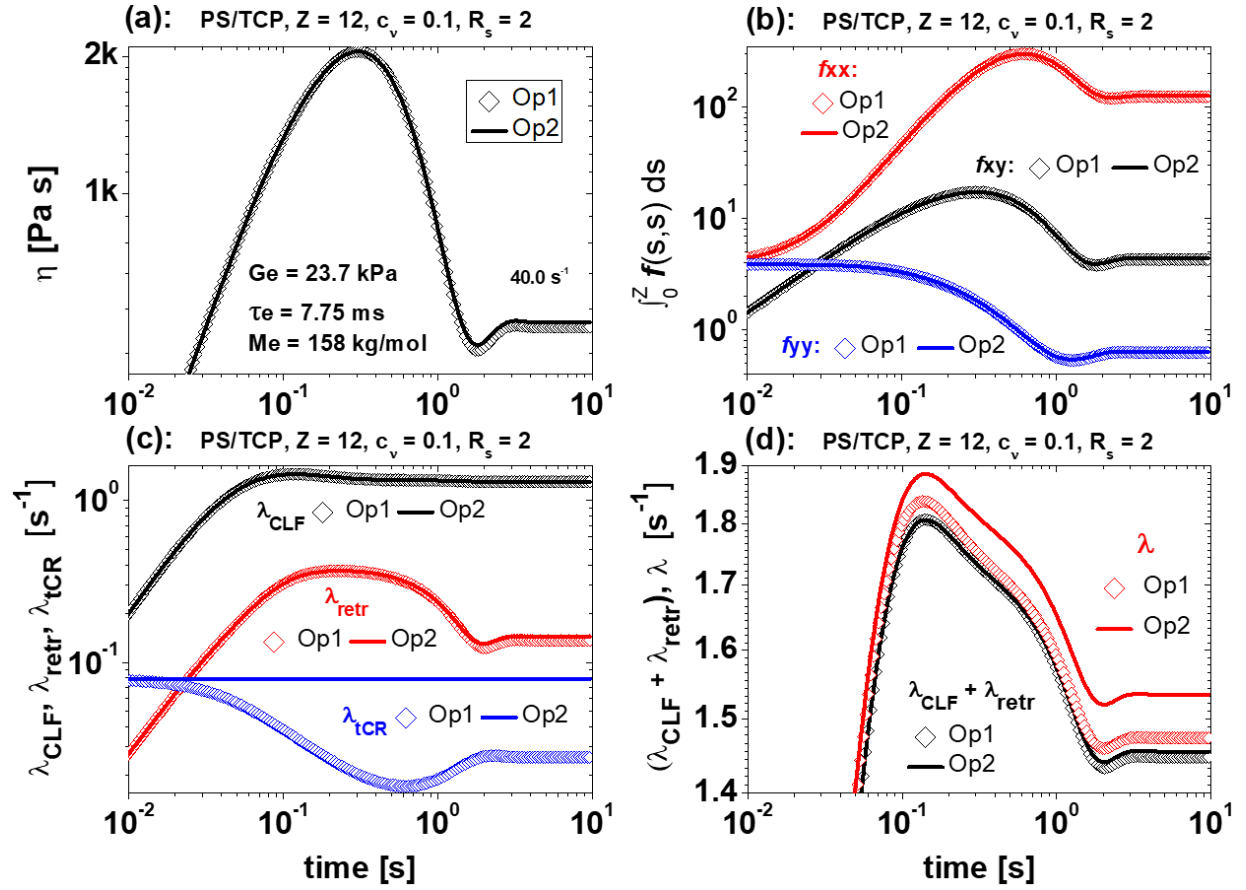 (a): PS/TCP, Z = 12, cᵥ = 0.1, Rₛ = 2
2k
1k
η [Pa s]
Op1
Op2
Ge = 23.7 kPa
40.0 s⁻¹
τe = 7.75 ms
Me = 158 kg/mol
10⁻² 10⁻¹ 10⁰ 10¹
(b): PS/TCP, Z = 12, cᵥ = 0.1, Rₛ = 2
10²
10¹
10⁰
∫₀ᶻ f(s,s) ds
fxx:
Op1
Op2
fxy: Op1 Op2
fyy: Op1 Op2
10⁻² 10⁻¹ 10⁰ 10¹
(c): PS/TCP, Z = 12, cᵥ = 0.1, Rₛ = 2
10⁰
10⁻¹
λCLF, λretr, λtCR [s⁻¹]
λCLF Op1 Op2
λretr
Op1 Op2
λtCR Op1 Op2
10⁻² 10⁻¹ 10⁰ 10¹
time [s]
(d): PS/TCP, Z = 12, cᵥ = 0.1, Rₛ = 2
1.9
1.8
1.7
1.6
1.5
1.4
(λCLF + λretr), λ [s⁻¹]
λ
Op1
Op2
λCLF + λretr
Op1
Op2
10⁻² 10⁻¹ 10⁰ 10¹
time [s]